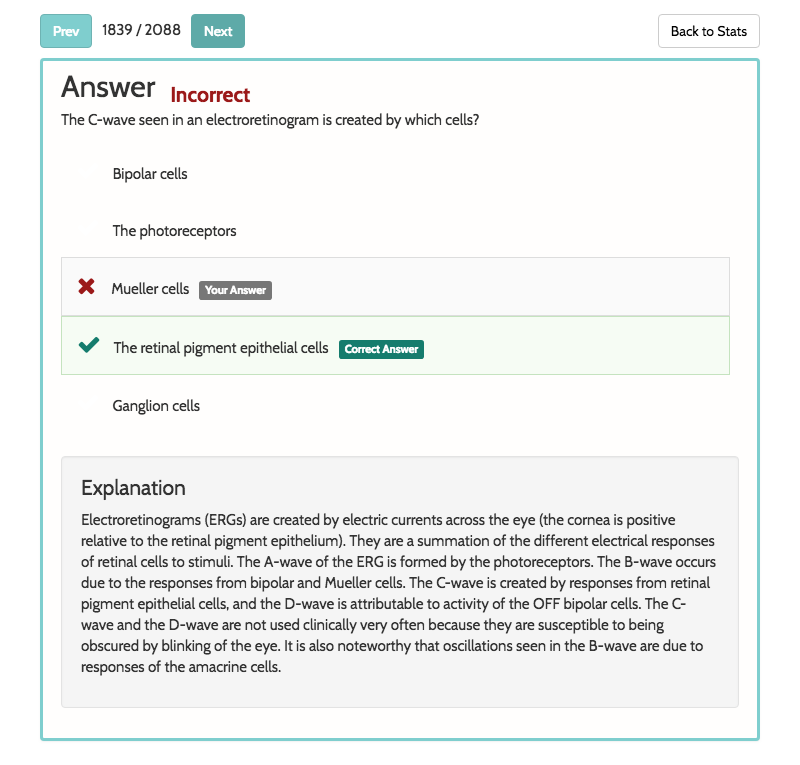 Prev 1839 / 2088 Next Back to Stats
Answer Incorrect
The C-wave seen in an electroretinogram is created by which cells?
Bipolar cells
The photoreceptors
Mueller cells Your Answer
The retinal pigment epithelial cells Correct Answer
Ganglion cells
Explanation
Electroretinograms (ERGs) are created by electric currents across the eye (the cornea is positive
relative to the retinal pigment epithelium). They are a summation of the different electrical responses
of retinal cells to stimuli. The A-wave of the ERG is formed by the photoreceptors. The B-wave occurs
due to the responses from bipolar and Mueller cells. The C-wave is created by responses from retinal
pigment epithelial cells, and the D-wave is attributable to activity of the OFF bipolar cells. The C-
wave and the D-wave are not used clinically very often because they are susceptible to being
obscured by blinking of the eye. It is also noteworthy that oscillations seen in the B-wave are due to
responses of the amacrine cells.